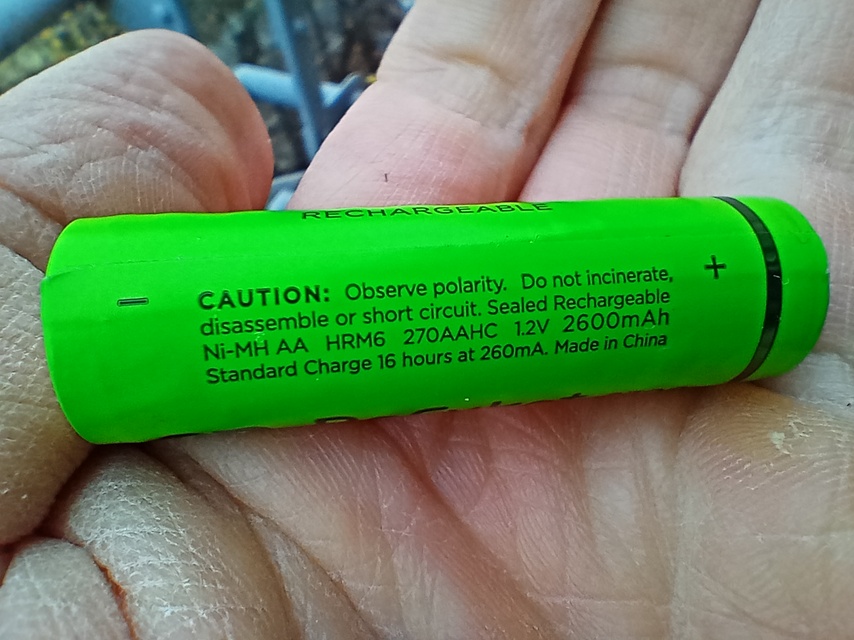 RECHARGEABLE
− +
CAUTION: Observe polarity. Do not incinerate,
disassemble or short circuit. Sealed Rechargeable
Ni-MH AA HRM6 270AAHC 1.2V 2600mAh
Standard Charge 16 hours at 260mA. Made in China